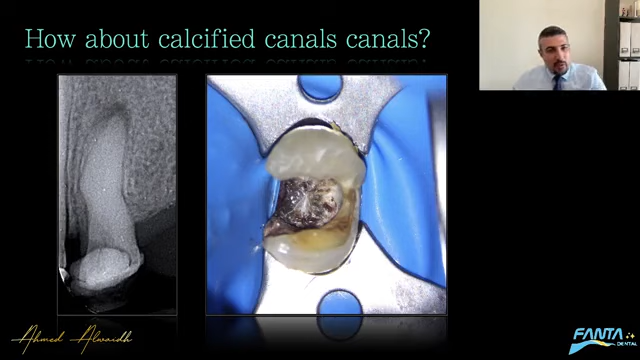 How about calcified canals canals?
Ahmed Alwaidh
FANTA
DENTAL